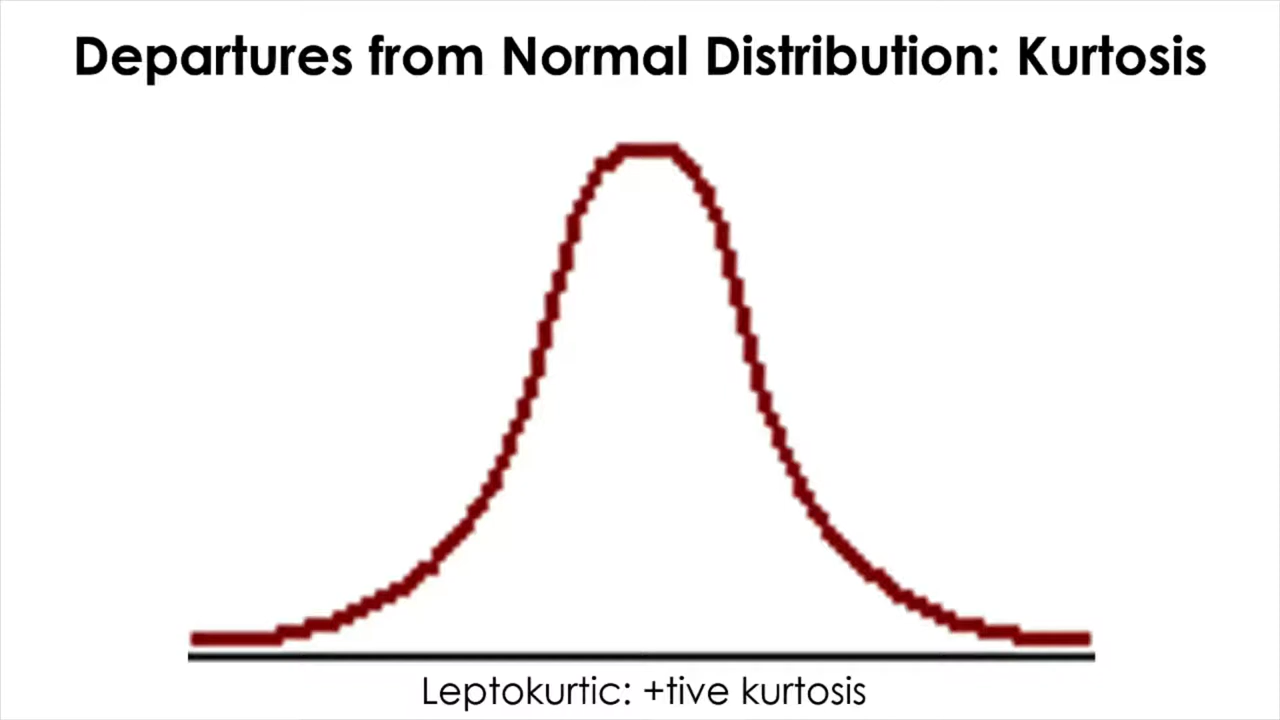 Departures from Normal Distribution: Kurtosis
Leptokurtic: +tive kurtosis